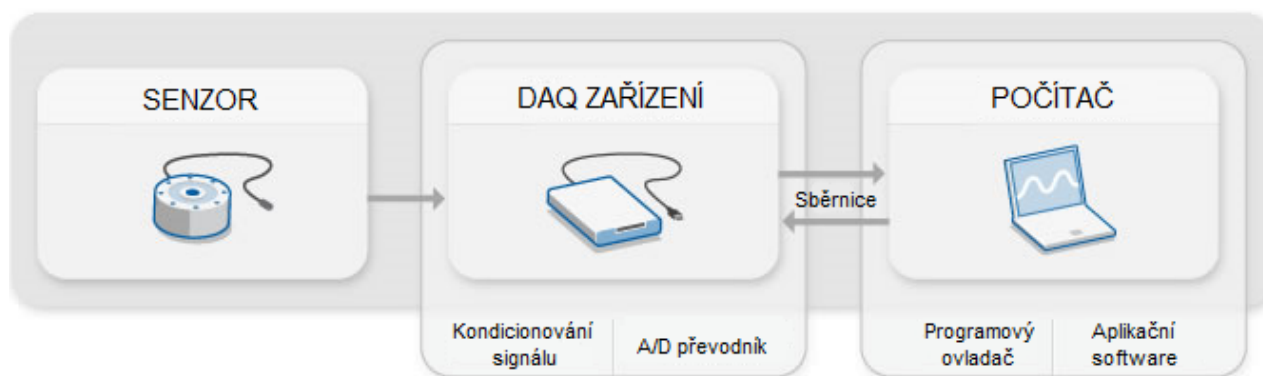 SENZOR
DAQ ZAŘÍZENÍ
POČÍTAČ
Sběrnice
Kondicionování
signálu
A/D převodník
Programový
ovladač
Aplikační
software